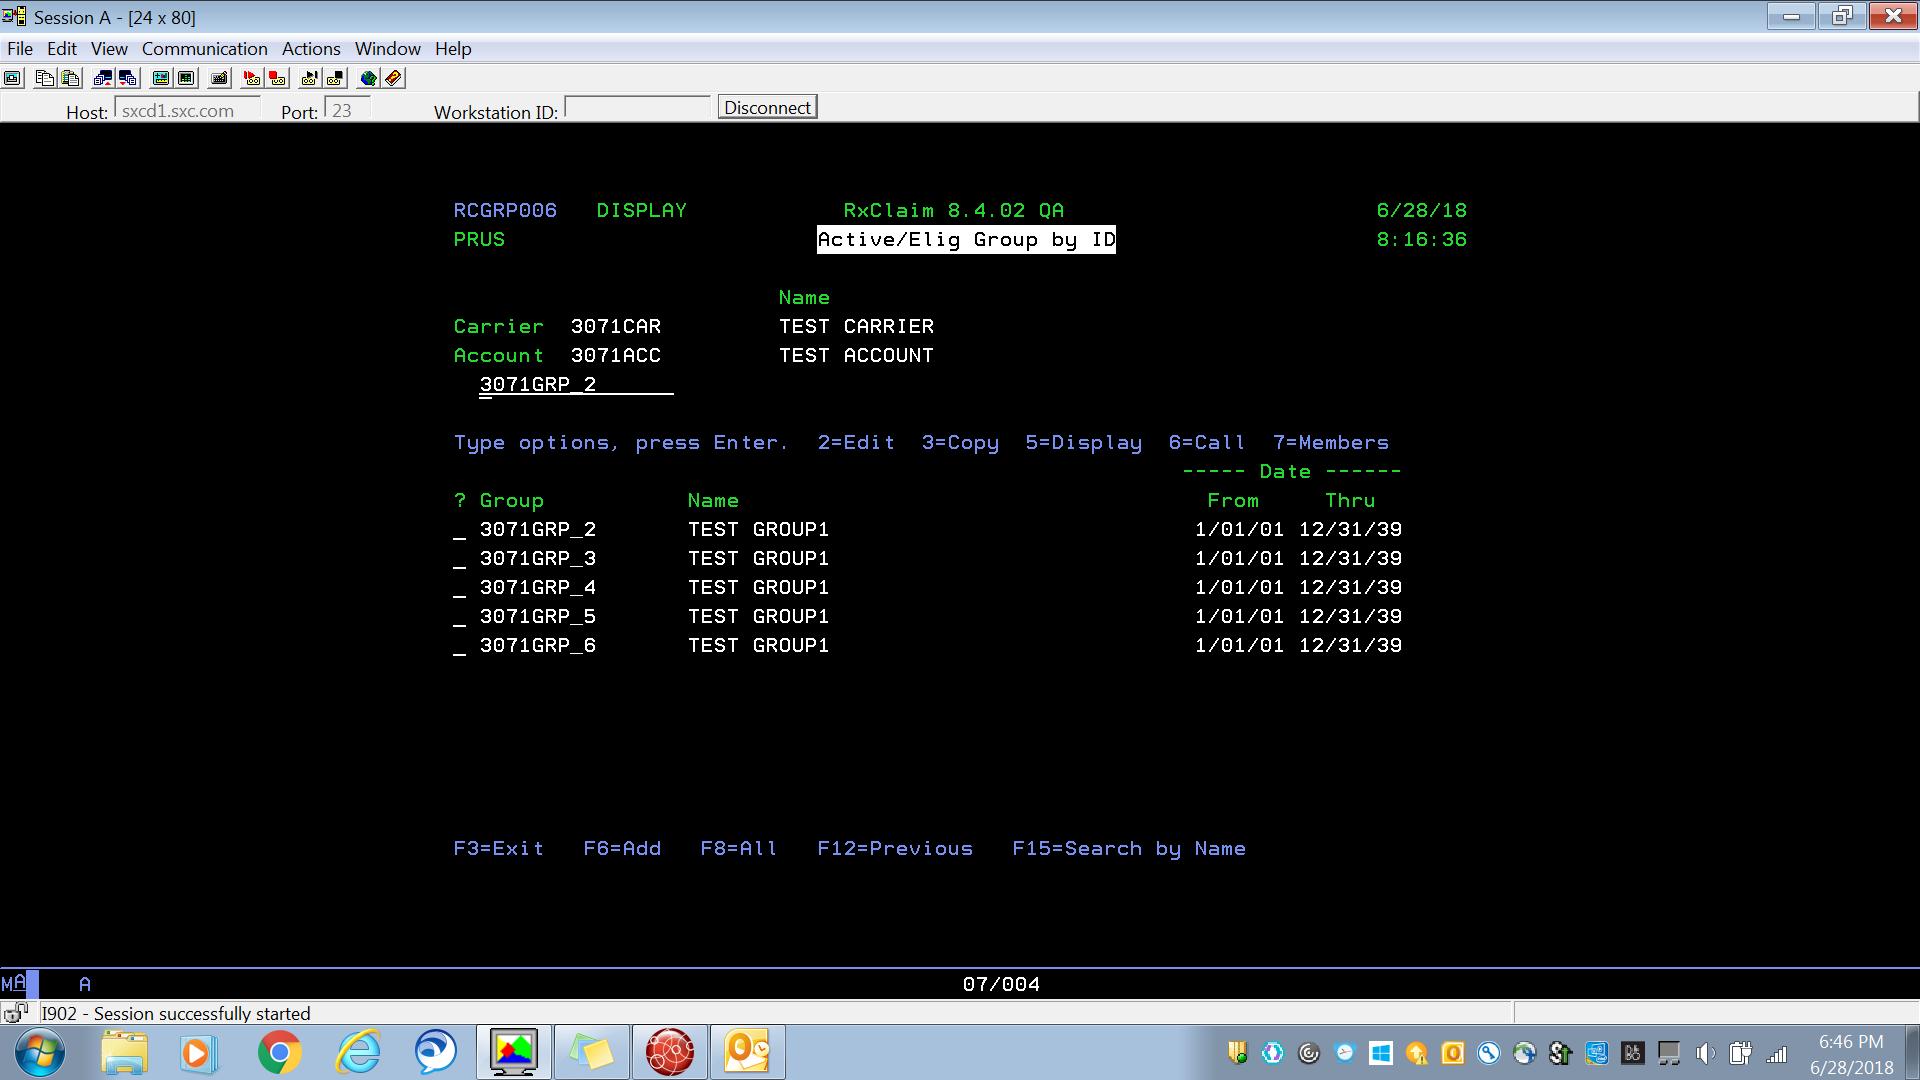 Session A - [24 x 80]
File Edit View Communication Actions Window Help
Host: sxcd1.sxc.com Port: 23 Workstation ID: Disconnect
RCGRP006 DISPLAY RxClaim 8.4.02 QA 6/28/18
PRUS Active/Elig Group by ID 8:16:36
Name
Carrier 3071CAR TEST CARRIER
Account 3071ACC TEST ACCOUNT
3071GRP_2
Type options, press Enter. 2=Edit 3=Copy 5=Display 6=Call 7=Members
----- Date ------
? Group Name From Thru
_ 3071GRP_2 TEST GROUP1 1/01/01 12/31/39
_ 3071GRP_3 TEST GROUP1 1/01/01 12/31/39
_ 3071GRP_4 TEST GROUP1 1/01/01 12/31/39
_ 3071GRP_5 TEST GROUP1 1/01/01 12/31/39
_ 3071GRP_6 TEST GROUP1 1/01/01 12/31/39
F3=Exit F6=Add F8=All F12=Previous F15=Search by Name
MA A 07/004
I902 - Session successfully started
6:46 PM
6/28/2018